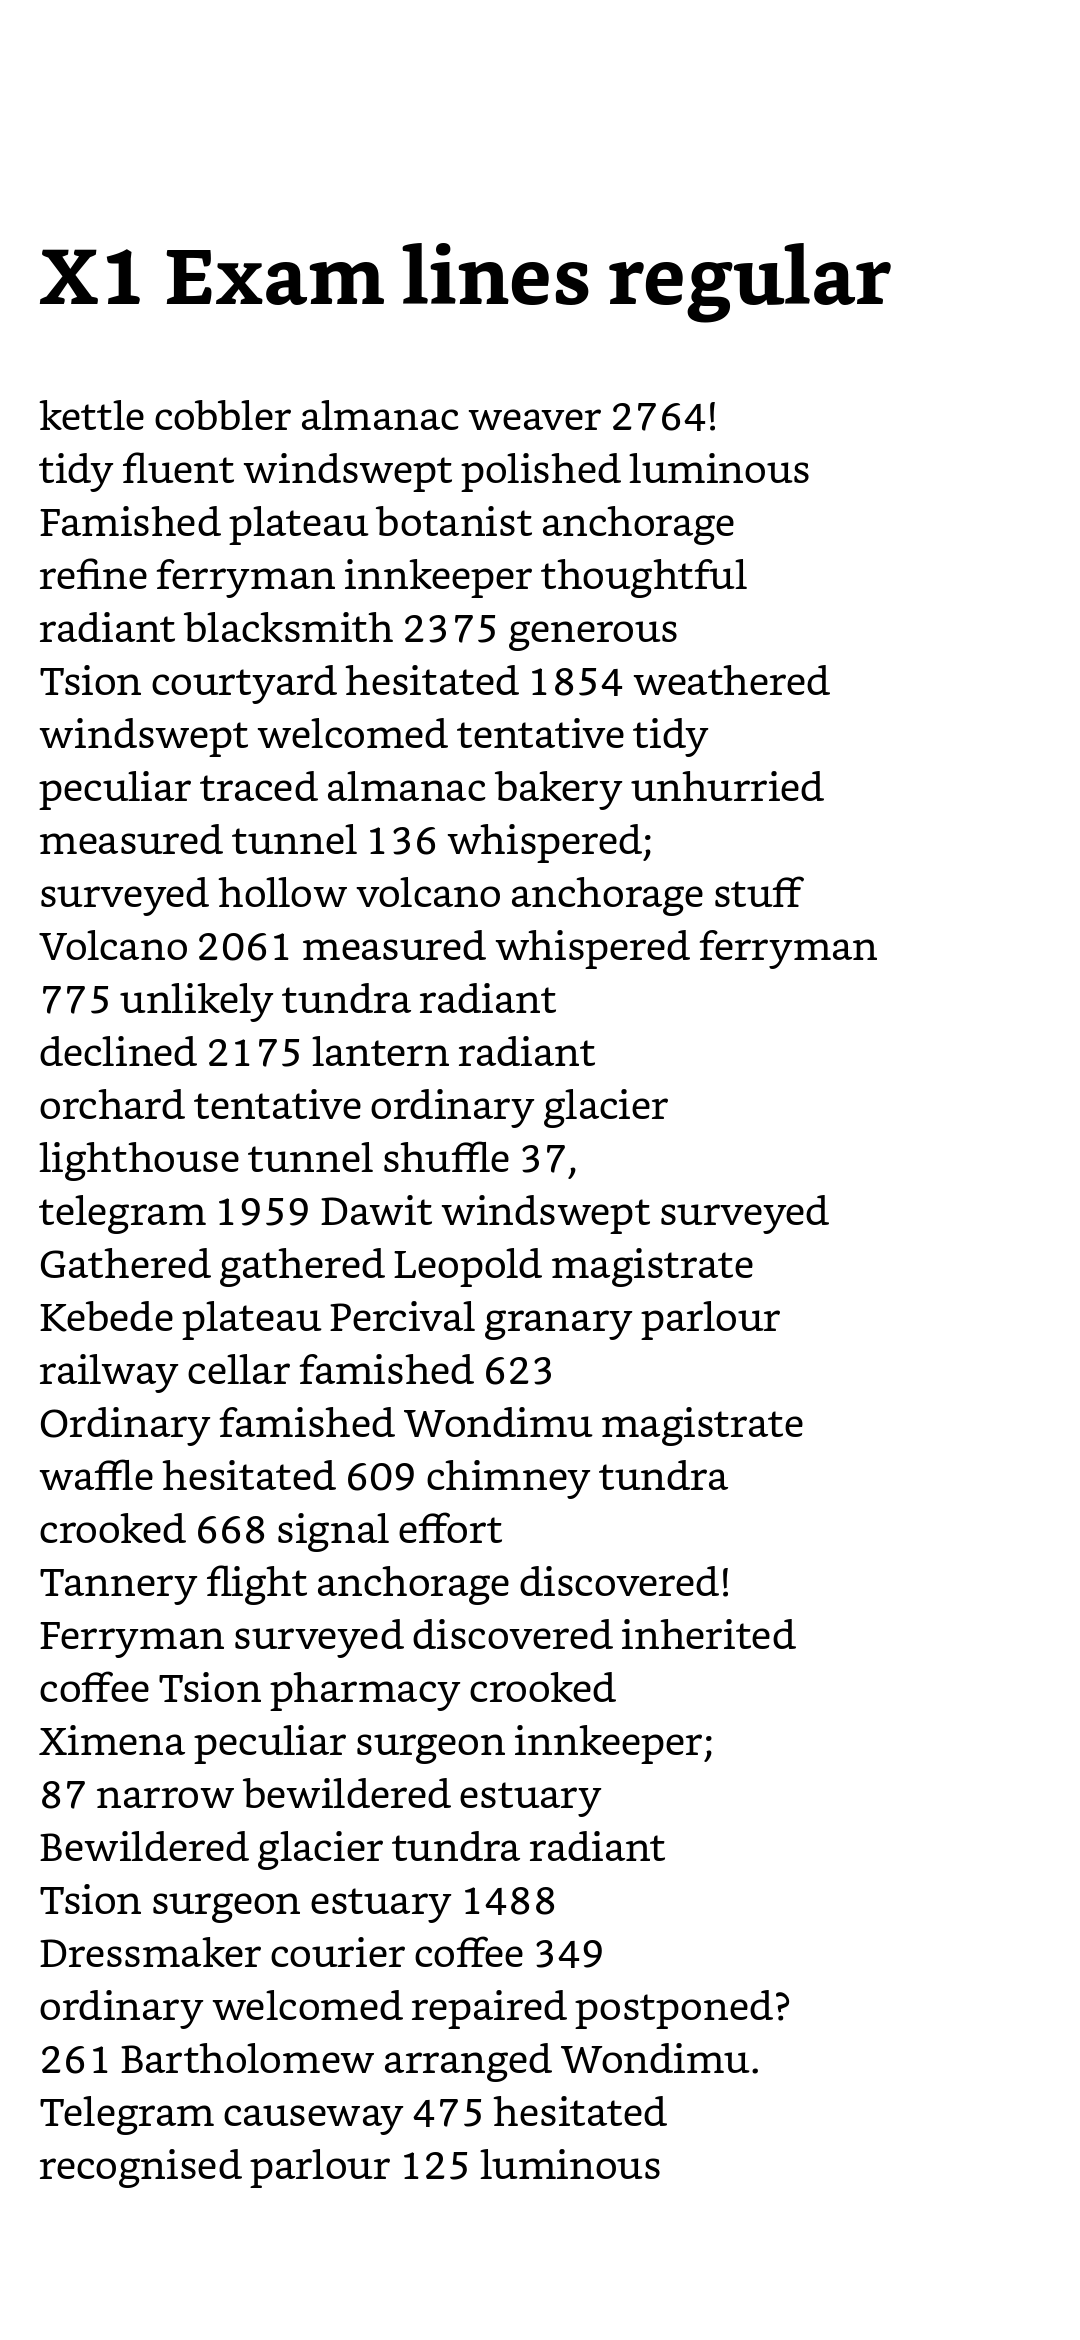 X1 Exam lines regular
kettle cobbler almanac weaver 2764!
tidy fluent windswept polished luminous
Famished plateau botanist anchorage
refine ferryman innkeeper thoughtful
radiant blacksmith 2375 generous
Tsion courtyard hesitated 1854 weathered
windswept welcomed tentative tidy
peculiar traced almanac bakery unhurried
measured tunnel 136 whispered;
surveyed hollow volcano anchorage stuff
Volcano 2061 measured whispered ferryman
775 unlikely tundra radiant
declined 2175 lantern radiant
orchard tentative ordinary glacier
lighthouse tunnel shuffle 37,
telegram 1959 Dawit windswept surveyed
Gathered gathered Leopold magistrate
Kebede plateau Percival granary parlour
railway cellar famished 623
Ordinary famished Wondimu magistrate
waffle hesitated 609 chimney tundra
crooked 668 signal effort
Tannery flight anchorage discovered!
Ferryman surveyed discovered inherited
coffee Tsion pharmacy crooked
Ximena peculiar surgeon innkeeper;
87 narrow bewildered estuary
Bewildered glacier tundra radiant
Tsion surgeon estuary 1488
Dressmaker courier coffee 349
ordinary welcomed repaired postponed?
261 Bartholomew arranged Wondimu.
Telegram causeway 475 hesitated
recognised parlour 125 luminous